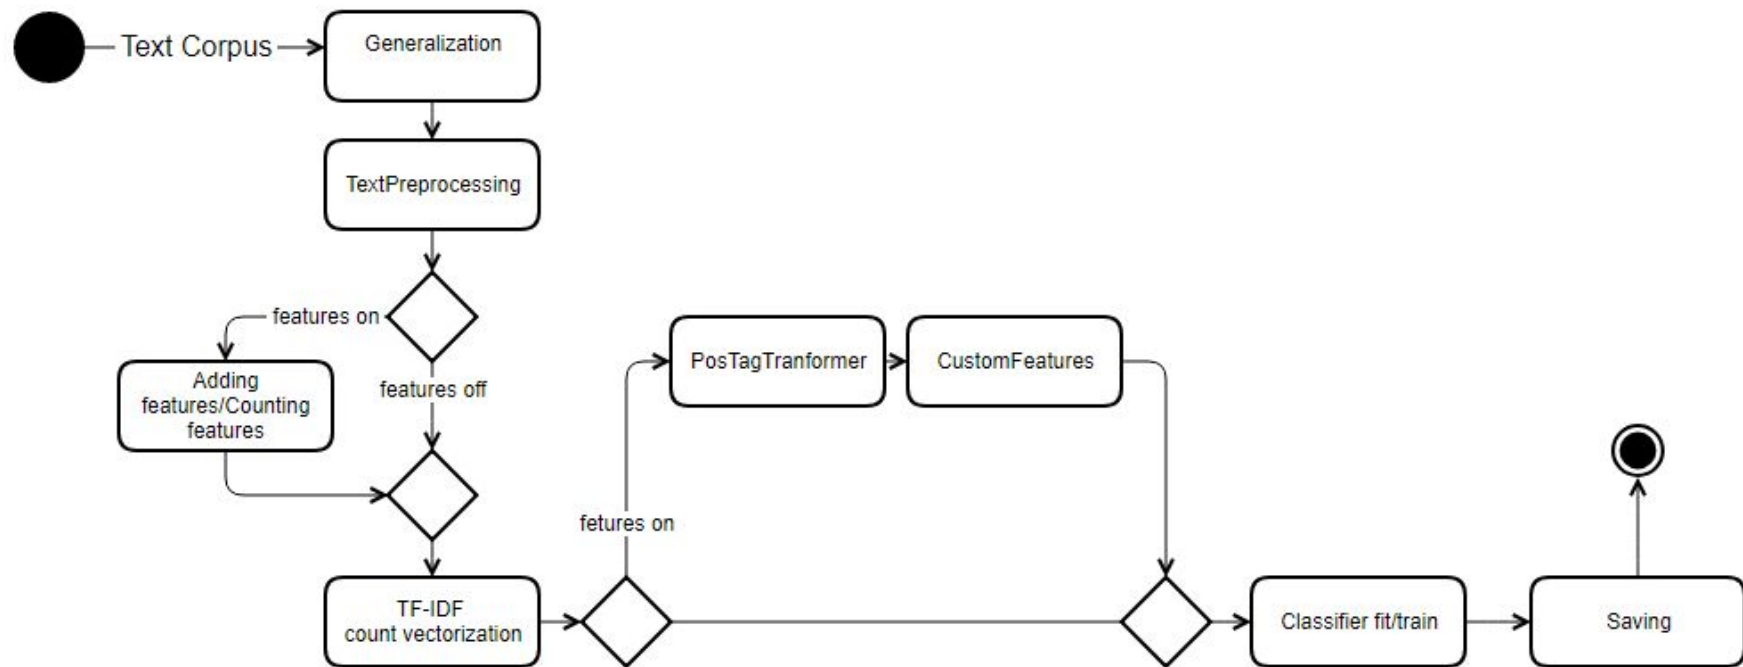 Text Corpus
Generalization
TextPreprocessing
features on
Adding
features/Counting
features
features off
TF-IDF
count vectorization
fetures on
PosTagTranformer
CustomFeatures
Classifier fit/train
Saving